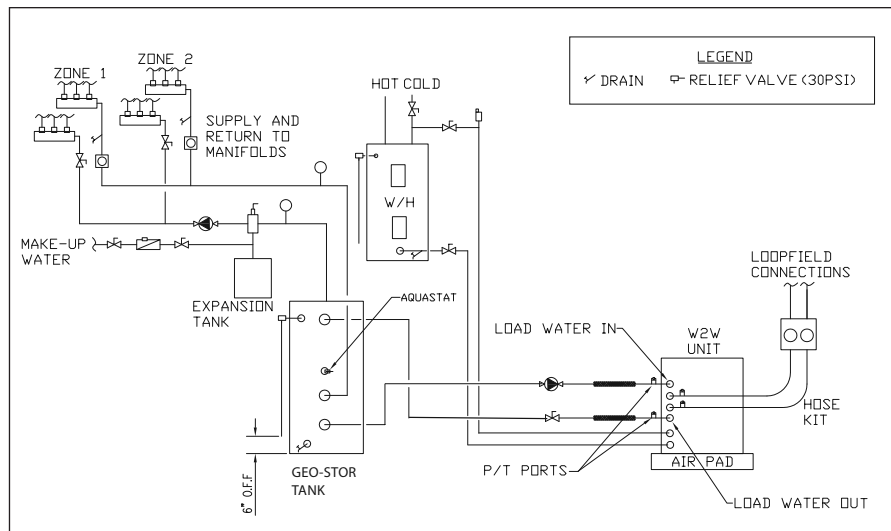 ZONE 1
ZONE 2
SUPPLY AND
RETURN TO
MANIFOLDS
HOT COLD
LEGEND
DRAIN
RELIEF VALVE (30PSI)
W/H
MAKE-UP
WATER
EXPANSION
TANK
AQUASTAT
LOOPFIELD
CONNECTIONS
LOAD WATER IN
W2W
UNIT
HOSE
KIT
P/T PORTS
AIR PAD
LOAD WATER OUT
GEO-STOR
TANK
6" O.F.F